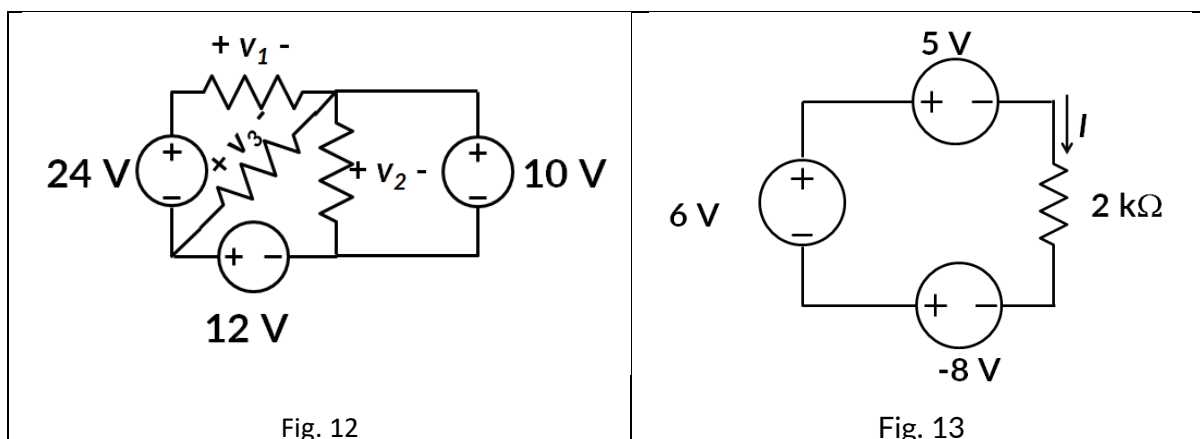 + V₁ -
+ V₃ -
24 V
+
-
+ V₂ -
+
-
10 V
+ -
12 V
Fig. 12
5 V
+ -
I
6 V
+
-
2 kΩ
+ -
-8 V
Fig. 13